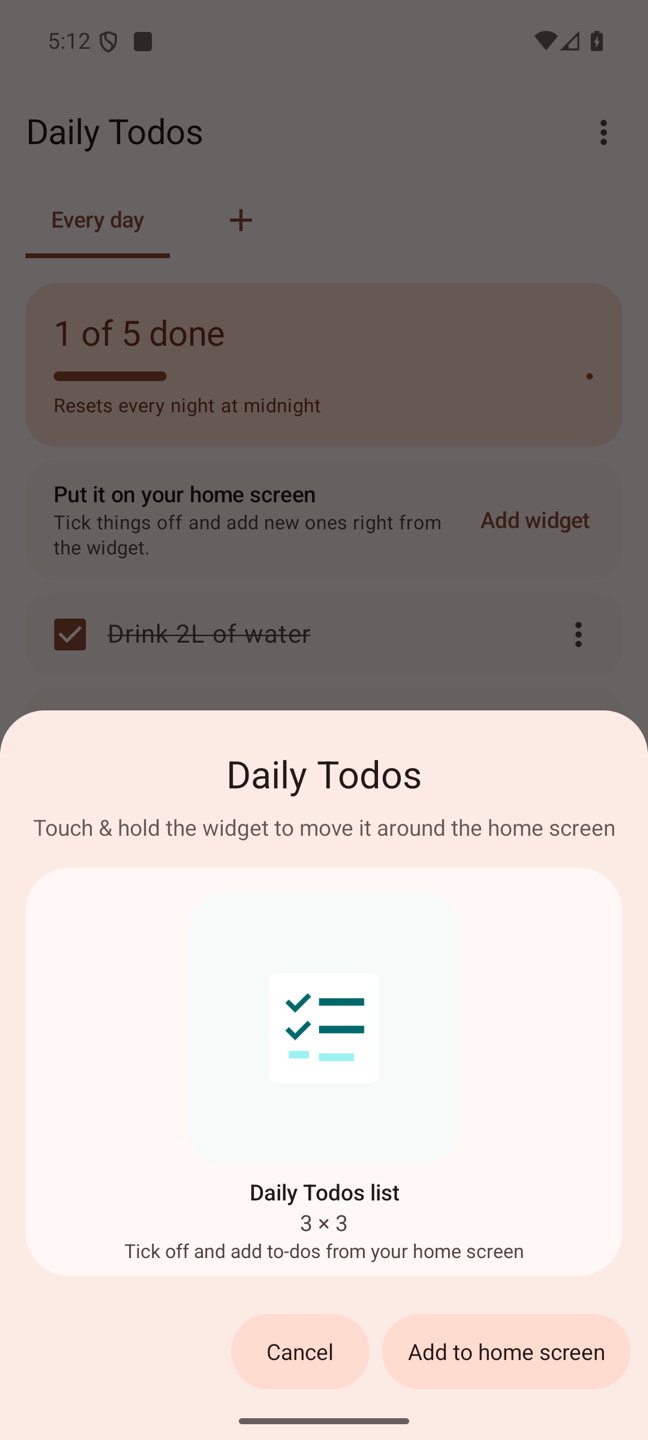 5:12
Daily Todos
Every day
1 of 5 done
Resets every night at midnight
Put it on your home screen
Tick things off and add new ones right from
the widget.
Add widget
Drink 2L of water
Daily Todos
Touch & hold the widget to move it around the home screen
Daily Todos list
3 × 3
Tick off and add to-dos from your home screen
Cancel
Add to home screen